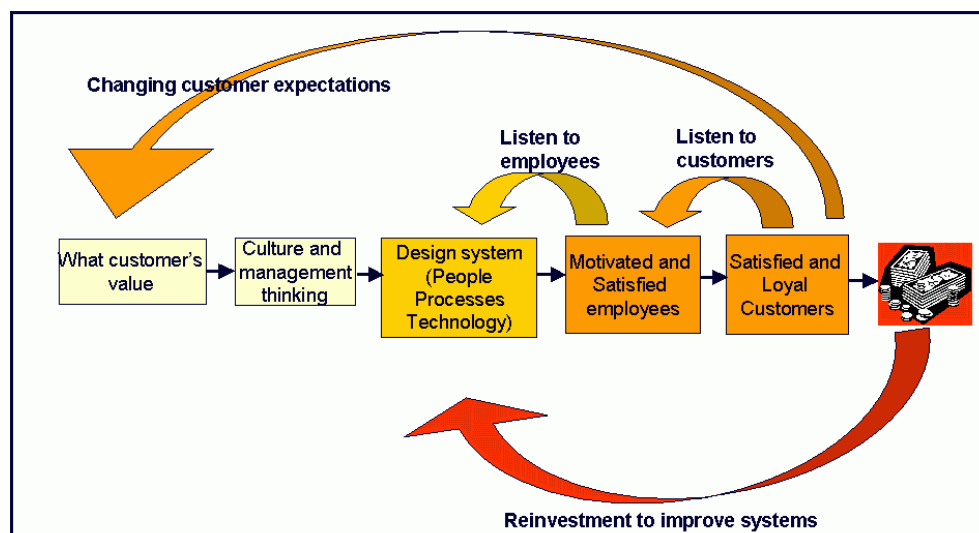 Changing customer expectations
Listen to
employees
Listen to
customers
What customer's
value
Culture and
management
thinking
Design system
(People
Processes
Technology)
Motivated and
Satisfied
employees
Satisfied and
Loyal
Customers
Reinvestment to improve systems